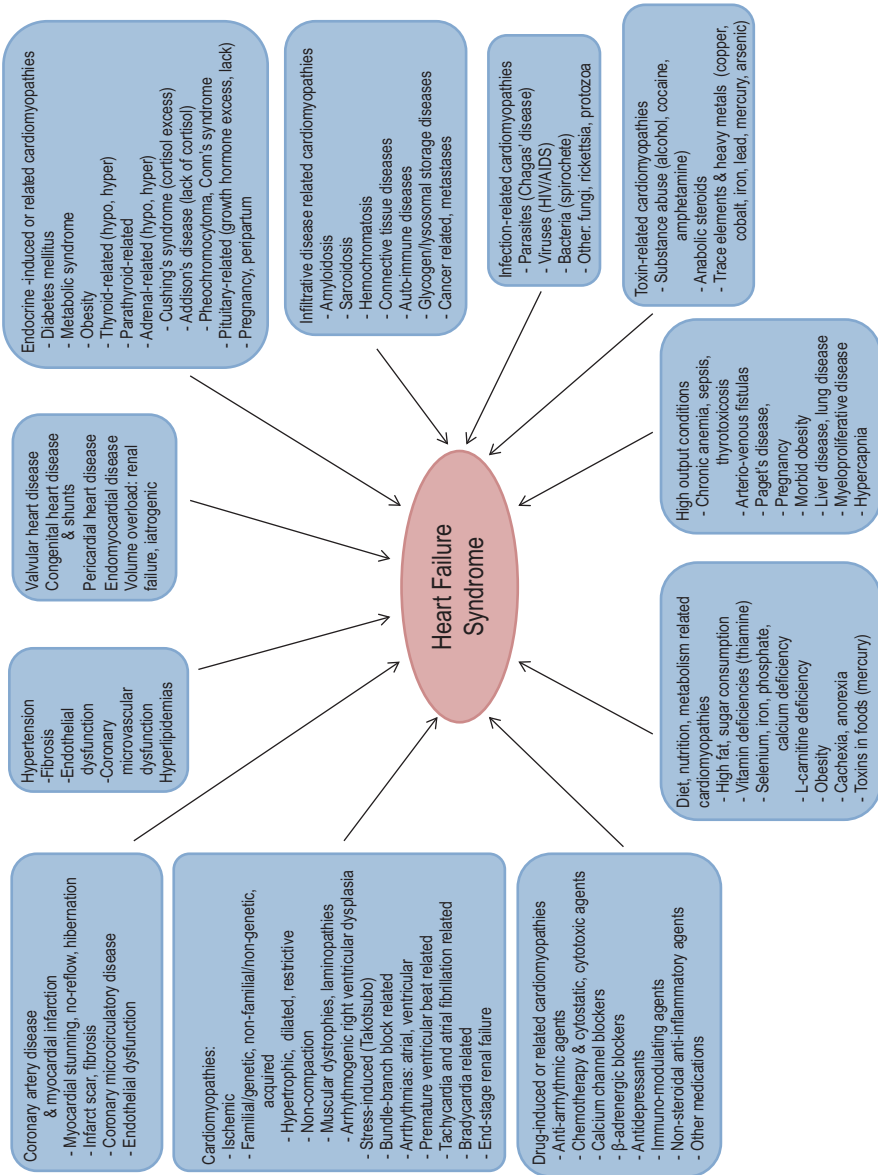 Coronary artery disease
& myocardial infarction
- Myocardial stunning, no-reflow, hibernation
- Infarct scar, fibrosis
- Coronary microcirculatory disease
- Endothelial dysfunction
Hypertension
-Fibrosis
-Endothelial
dysfunction
-Coronary
microvascular
dysfunction
Hyperlipidemias
Valvular heart disease
Congenital heart disease
& shunts
Pericardial heart disease
Endomyocardial disease
Volume overload: renal
failure, iatrogenic
Endocrine -induced or related cardiomyopathies
- Diabetes mellitus
- Metabolic syndrome
- Obesity
- Thyroid-related (hypo, hyper)
- Parathyroid-related
- Adrenal-related (hypo, hyper)
- Cushing's syndrome (cortisol excess)
- Addison's disease (lack of cortisol)
- Pheochromocytoma, Conn's syndrome
- Pituitary-related (growth hormone excess, lack)
- Pregnancy, peripartum
Cardiomyopathies:
- Ischemic
- Familial/genetic, non-familial/non-genetic,
acquired
- Hypertrophic, dilated, restrictive
- Non-compaction
- Muscular dystrophies, laminopathies
- Arrhythmogenic right ventricular dysplasia
- Stress-induced (Takotsubo)
- Bundle-branch block related
- Arrthythmias: atrial, ventricular
- Premature ventricular beat related
- Tachycardia and atrial fibrillation related
- Bradycardia related
- End-stage renal failure
Heart Failure
Syndrome
Infiltrative disease related cardiomyopathies
- Amyloidosis
- Sarcoidosis
- Hemochromatosis
- Connective tissue diseases
- Auto-immune diseases
- Glycogen/lysosomal storage diseases
- Cancer related, metastases
Infection-related cardiomyopathies
- Parasites (Chagas' disease)
- Viruses (HIV/AIDS)
- Bacteria (spirochete)
- Other: fungi, rickettsia, protozoa
Drug-induced or related cardiomyopathies
- Anti-arrhythmic agents
- Chemotherapy & cytostatic, cytotoxic agents
- Calcium channel blockers
- β-adrenergic blockers
- Antidepressants
- Immuo-modulating agents
- Non-steroidal anti-inflammatory agents
- Other medications
Diet, nutrition, metabolism related
cardiomyopathies
- High fat, sugar consumption
- Vitamin deficiencies (thiamine)
- Selenium, iron, phosphate,
calcium deficiency
- L-carnitine deficiency
- Obesity
- Cachexia, anorexia
- Toxins in foods (mercury)
High output conditions
- Chronic anemia, sepsis,
thyrotoxicosis
- Arterio-venous fistulas
- Paget's disease,
- Pregnancy
- Morbid obesity
- Liver disease, lung disease
- Myeloproliferative disease
- Hypercapnia
Toxin-related cardiomyopathies
- Substance abuse (alcohol, cocaine,
amphetamine)
- Anabolic steroids
- Trace elements & heavy metals (copper,
cobalt, iron, lead, mercury, arsenic)